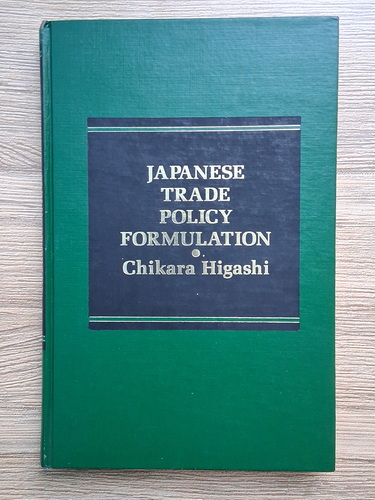 JAPANESE
TRADE
POLICY
FORMULATION
Chikara Higashi